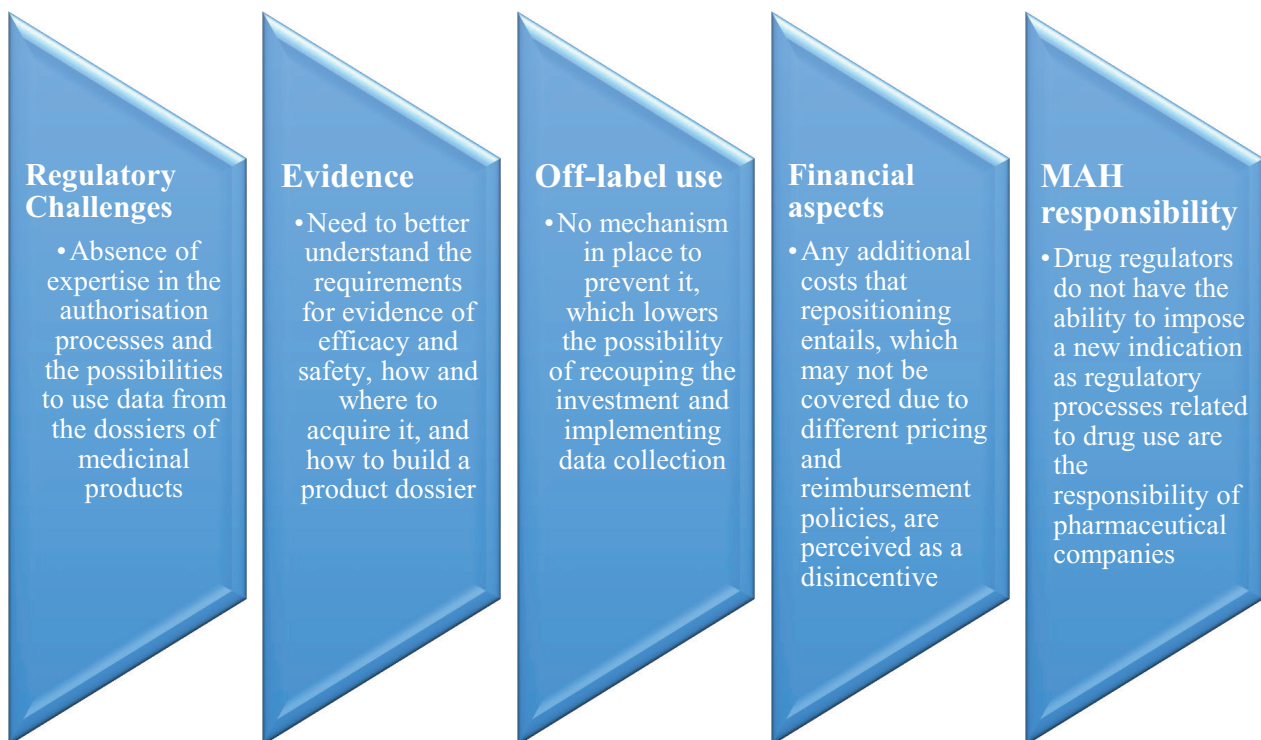 Regulatory
Challenges
•Absence of
expertise in the
authorisation
processes and
the possibilities
to use data from
the dossiers of
medicinal
products
Evidence
•Need to better
understand the
requirements
for evidence of
efficacy and
safety, how and
where to
acquire it, and
how to build a
product dossier
Off-label use
•No mechanism
in place to
prevent it,
which lowers
the possibility
of recouping the
investment and
implementing
data collection
Financial
aspects
•Any additional
costs that
repositioning
entails, which
may not be
covered due to
different pricing
and
reimbursement
policies, are
perceived as a
disincentive
MAH
responsibility
•Drug regulators
do not have the
ability to impose
a new indication
as regulatory
processes related
to drug use are
the
responsibility of
pharmaceutical
companies